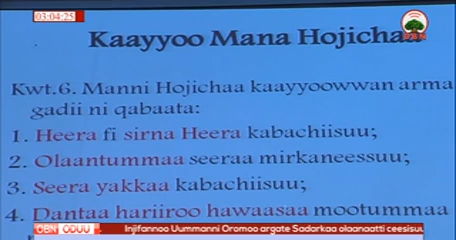 03:04:25
OBN
Kaayyoo Mana Hojichaa
Kwt.6. Manni Hojichaa kaayyoowwan arma
gadii ni qabaata:
1. Heera fi sirna Heera kabachiisuu;
2. Olaantummaa seeraa mirkaneessuu;
3. Seera yakkaa kabachiisuu;
4. Dantaa hariiroo hawaasaa mootummaa
OBN ODUU Injifannoo Uummanni Oromoo argate Sadarkaa olaanaatti ceesisuu